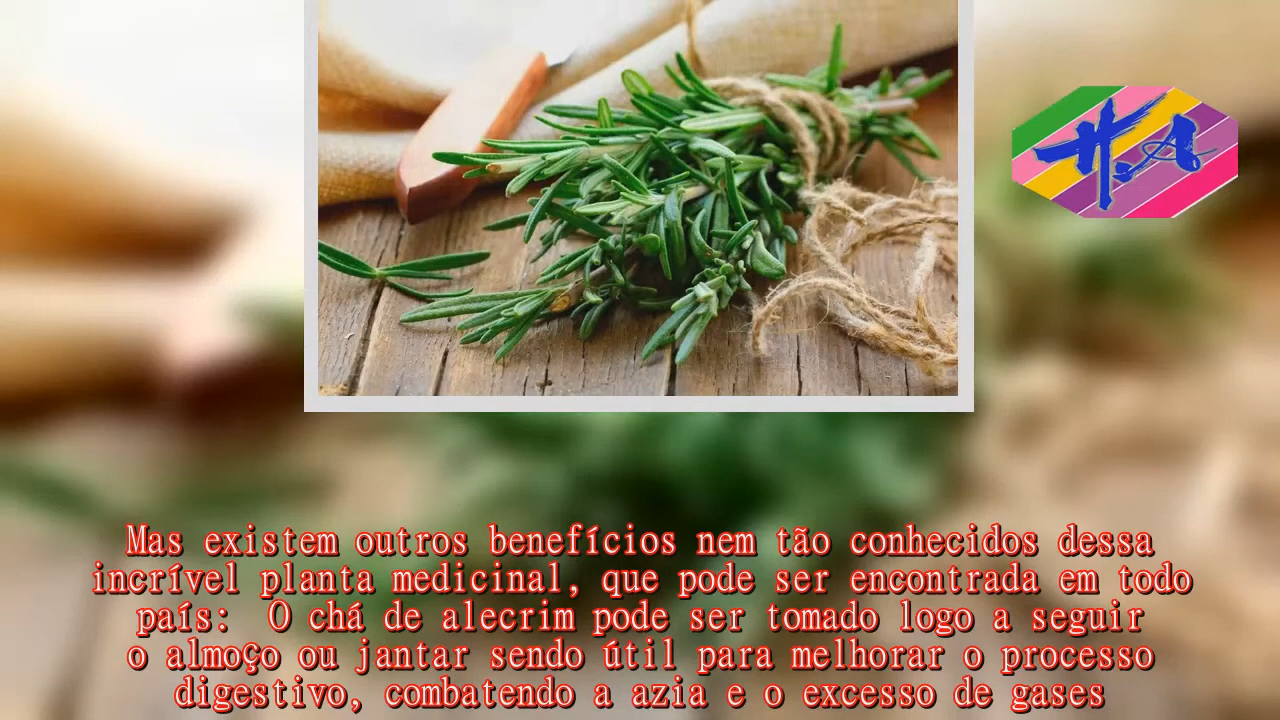 H.A
Mas existem outros benefícios nem tão conhecidos dessa
incrível planta medicinal, que pode ser encontrada em todo
país:  O chá de alecrim pode ser tomado logo a seguir
o almoço ou jantar sendo útil para melhorar o processo
digestivo, combatendo a azia e o excesso de gases